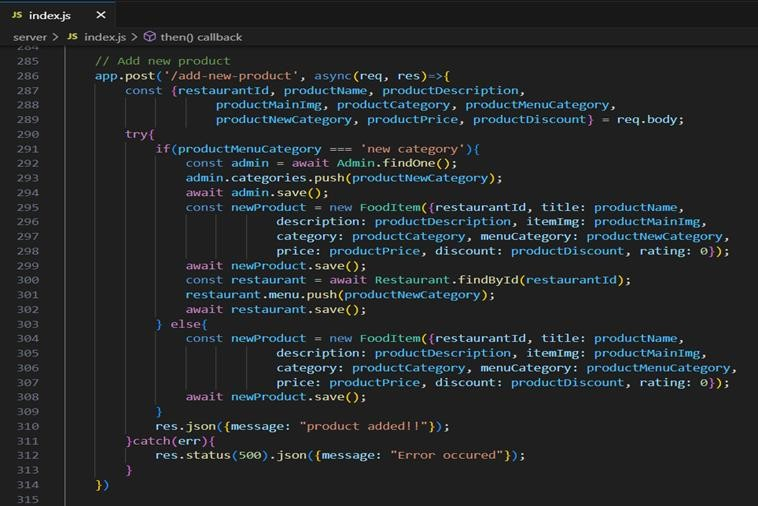 JS index.js ×
server > JS index.js > then() callback
284
285 // Add new product
286 app.post('/add-new-product', async(req, res)=>{
287 const {restaurantId, productName, productDescription,
288 productMainImg, productCategory, productMenuCategory,
289 productNewCategory, productPrice, productDiscount} = req.body;
290 try{
291 if(productMenuCategory === 'new category'){
292 const admin = await Admin.findOne();
293 admin.categories.push(productNewCategory);
294 await admin.save();
295 const newProduct = new FoodItem({restaurantId, title: productName,
296 description: productDescription, itemImg: productMainImg,
297 category: productCategory, menuCategory: productNewCategory,
298 price: productPrice, discount: productDiscount, rating: 0});
299 await newProduct.save();
300 const restaurant = await Restaurant.findById(restaurantId);
301 restaurant.menu.push(productNewCategory);
302 await restaurant.save();
303 } else{
304 const newProduct = new FoodItem({restaurantId, title: productName,
305 description: productDescription, itemImg: productMainImg,
306 category: productCategory, menuCategory: productMenuCategory,
307 price: productPrice, discount: productDiscount, rating: 0});
308 await newProduct.save();
309 }
310 res.json({message: "product added!!"});
311 }catch(err){
312 res.status(500).json({message: "Error occured"});
313 }
314 })
315